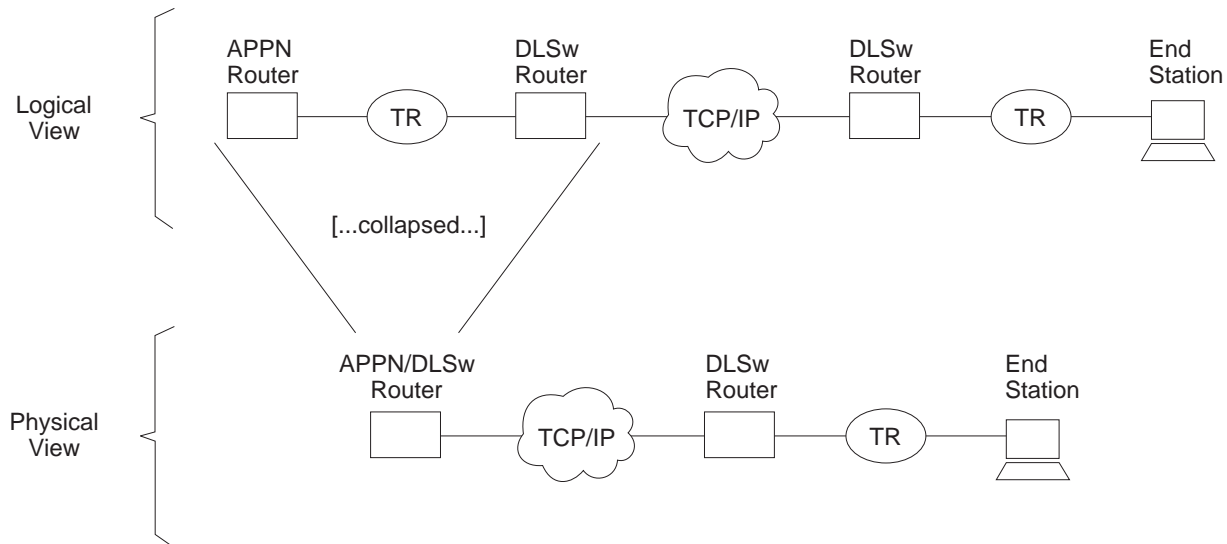 APPN
Router
DLSw
Router
DLSw
Router
End
Station
Logical
View
TR
TCP/IP
TR
[...collapsed...]
APPN/DLSw
Router
DLSw
Router
End
Station
Physical
View
TCP/IP
TR